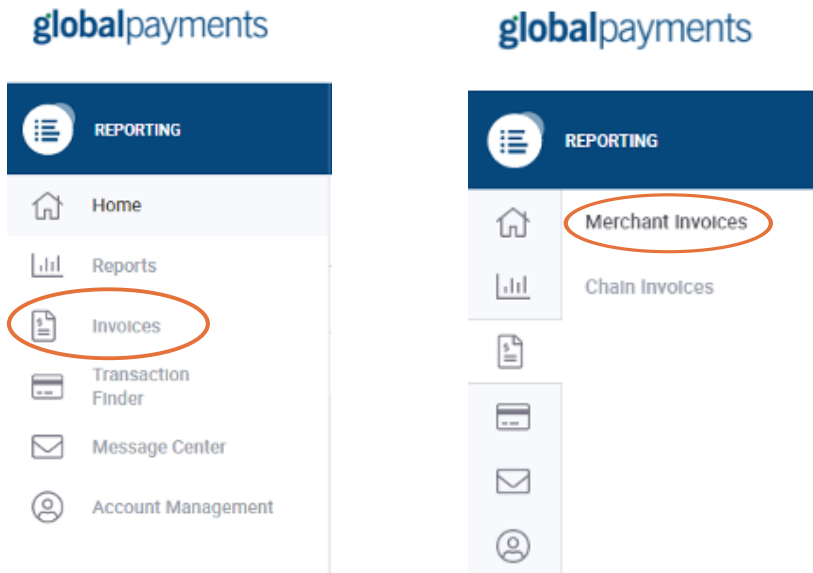 globalpayments
REPORTING
Home
Reports
Invoices
Transaction
Finder
Message Center
Account Management
globalpayments
REPORTING
Merchant Invoices
Chain Invoices